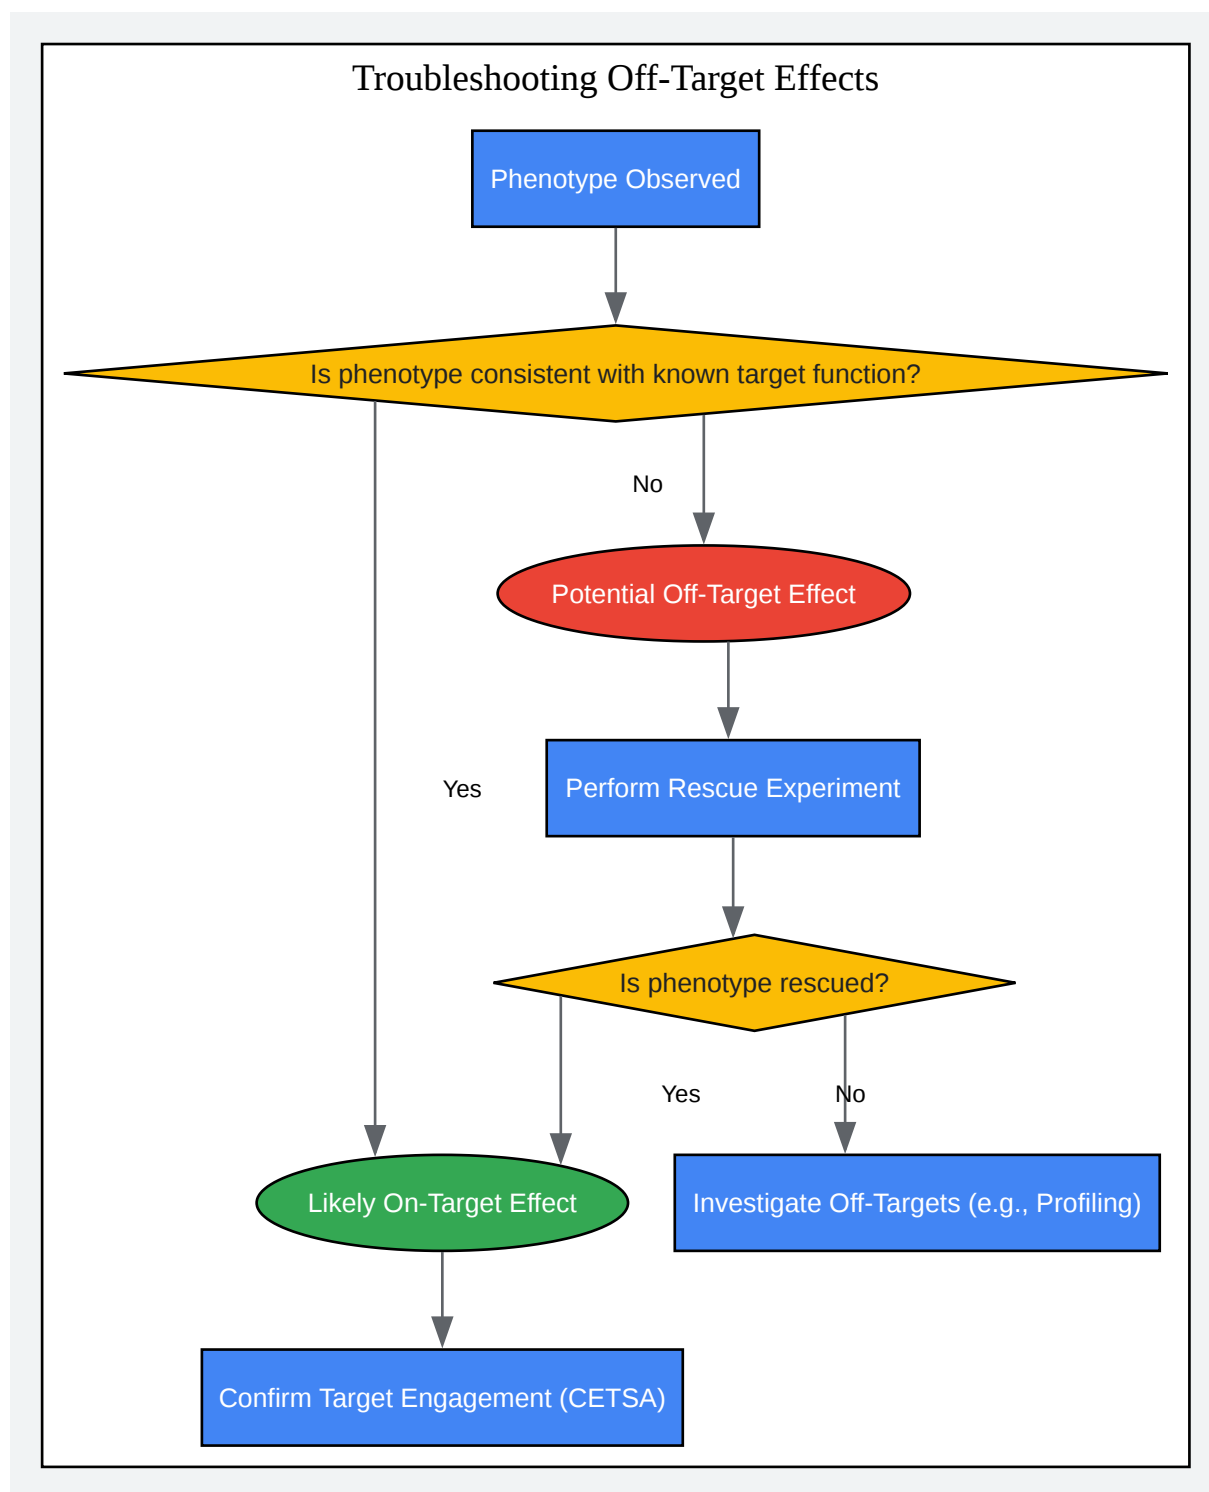 Troubleshooting Off-Target Effects
Phenotype Observed
Is phenotype consistent with known target function?
No
Potential Off-Target Effect
Yes
Perform Rescue Experiment
Is phenotype rescued?
Yes
No
Likely On-Target Effect
Investigate Off-Targets (e.g., Profiling)
Confirm Target Engagement (CETSA)